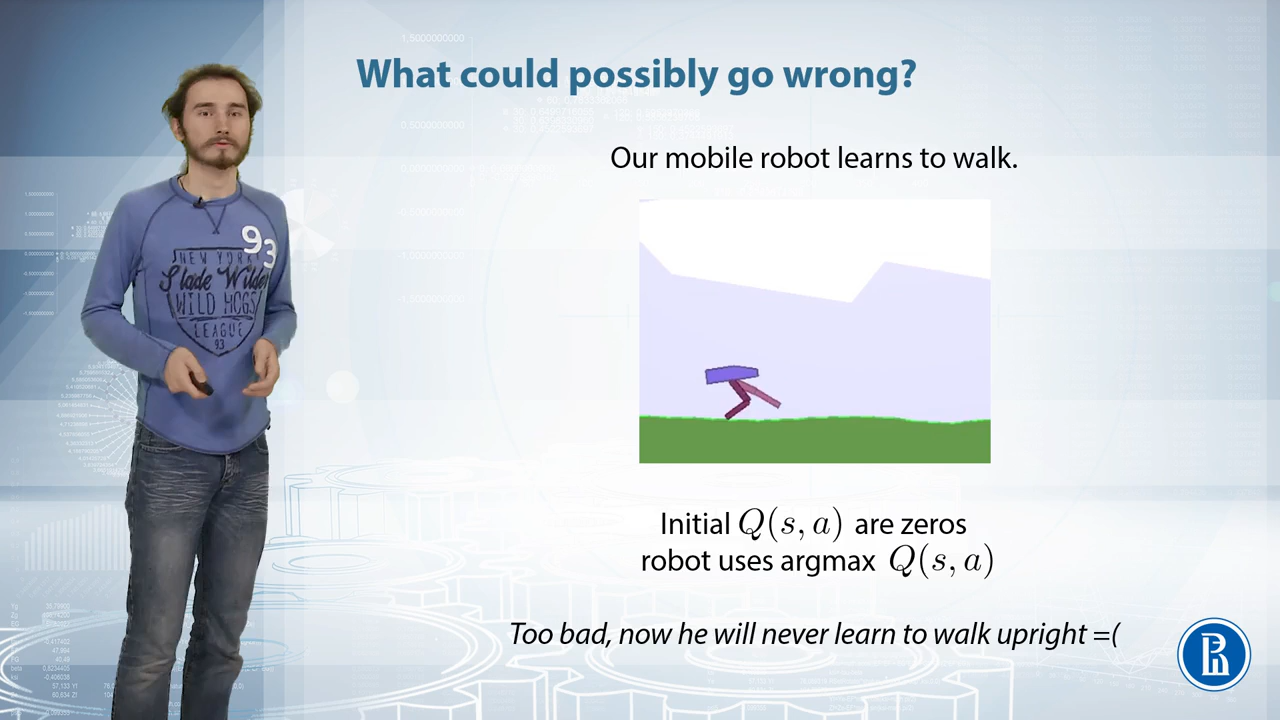 What could possibly go wrong?
Our mobile robot learns to walk.
93
NEW YORK
Slade Wilder
WILD HOGS
LEAGUE
93
Initial Q(s, a) are zeros
robot uses argmax Q(s, a)
Too bad, now he will never learn to walk upright =(